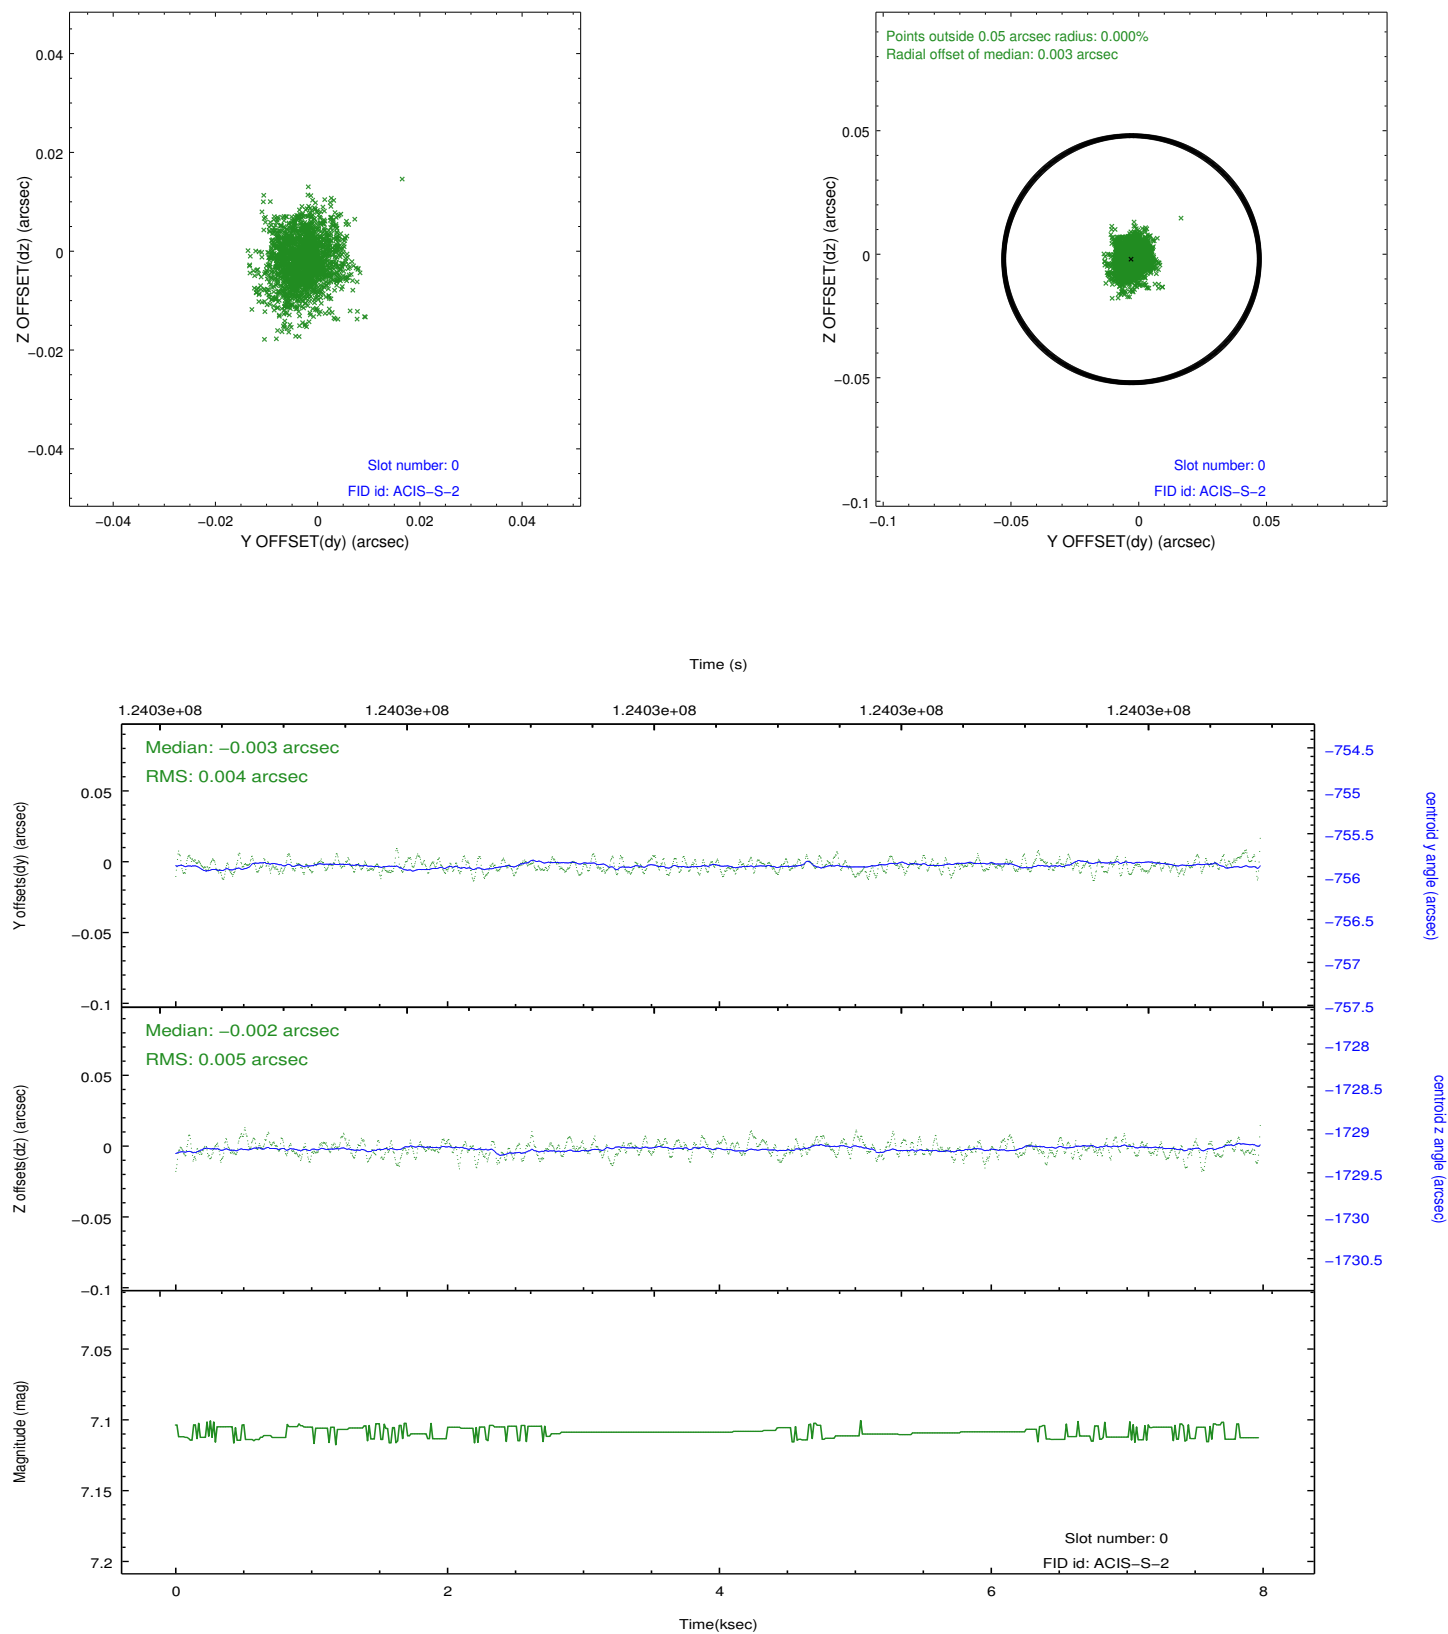 0.04
0.02
0
−0.02
−0.04
Z OFFSET(dz) (arcsec)
Slot number: 0
FID id: ACIS−S−2
−0.04
−0.02
0
0.02
0.04
Y OFFSET(dy) (arcsec)
Points outside 0.05 arcsec radius: 0.000%
Radial offset of median: 0.003 arcsec
0.05
0
−0.05
−0.1
Z OFFSET(dz) (arcsec)
Slot number: 0
FID id: ACIS−S−2
−0.1
−0.05
0
0.05
Y OFFSET(dy) (arcsec)
Time (s)
1.2403e+08
1.2403e+08
1.2403e+08
1.2403e+08
1.2403e+08
Median: −0.003 arcsec
RMS: 0.004 arcsec
0.05
0
−0.05
−0.1
Y offsets(dy) (arcsec)
−754.5
−755
−755.5
−756
−756.5
−757
−757.5
centroid y angle (arcsec)
Median: −0.002 arcsec
RMS: 0.005 arcsec
0.05
0
−0.05
−0.1
Z offsets(dz) (arcsec)
−1728
−1728.5
−1729
−1729.5
−1730
−1730.5
centroid z angle (arcsec)
7.05
7.1
7.15
7.2
Magnitude (mag)
Slot number: 0
FID id: ACIS−S−2
0
2
4
6
8
Time(ksec)